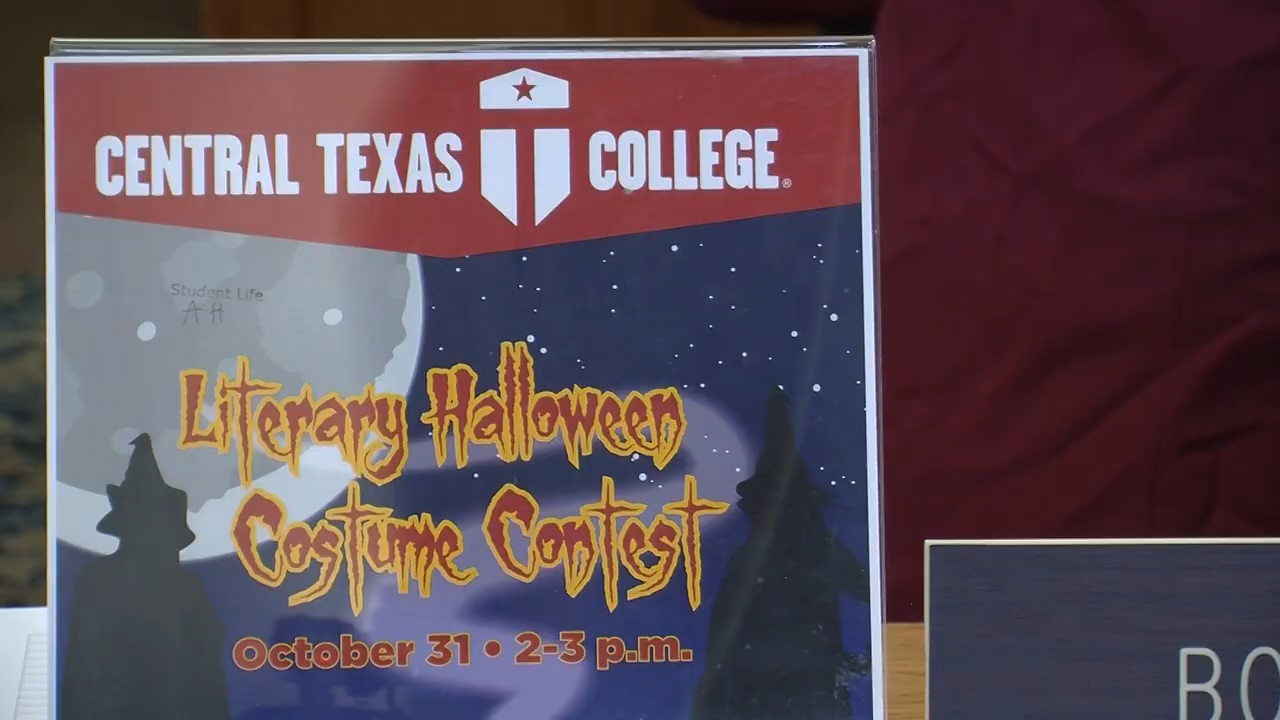 CENTRAL TEXAS COLLEGE®
Student Life
AH
Literary Halloween
Costume Contest
October 31 • 2-3 p.m.
BO